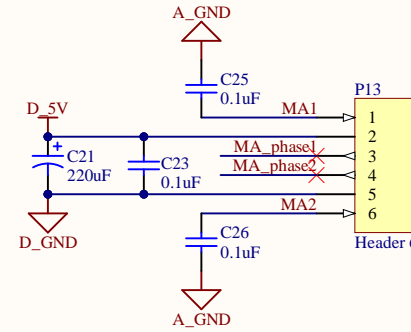 A_GND
C25
0.1uF
P13
MA1
1
D_5V
2
C21
220uF
C23
0.1uF
MA_phase1
3
MA_phase2
4
5
MA2
6
D_GND
C26
0.1uF
Header 6
A_GND